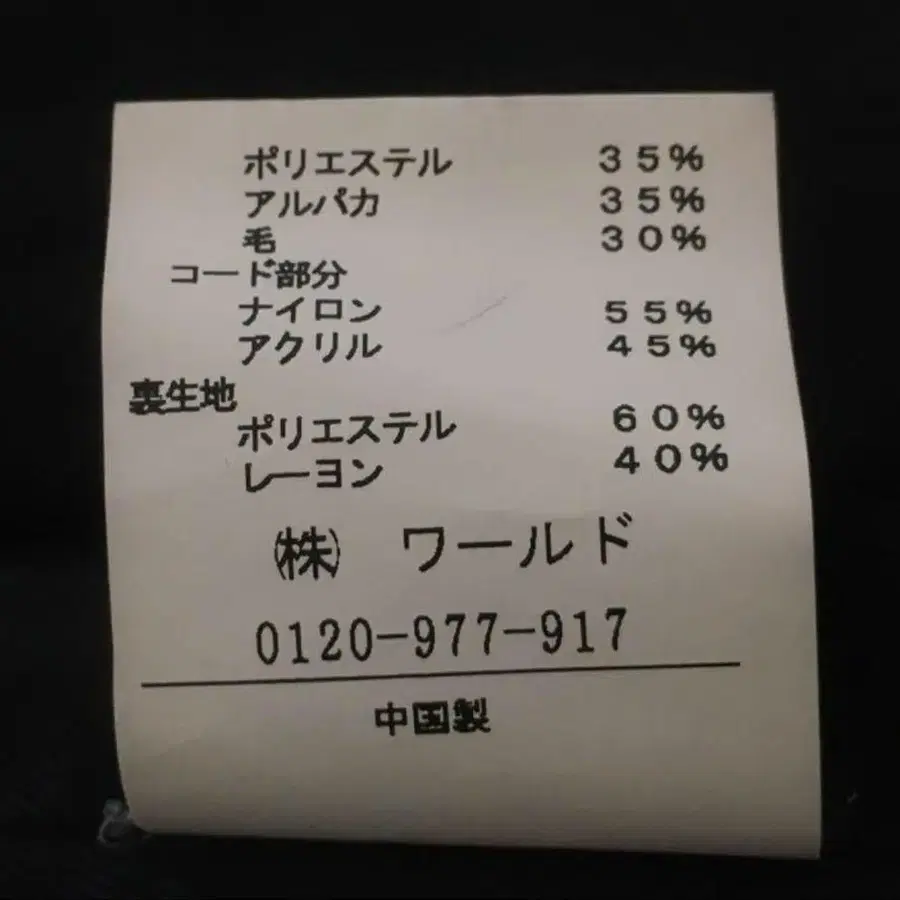 ポリエステル ３５％
アルパカ ３５％
毛 ３０％
コード部分
ナイロン ５５％
アクリル ４５％
裏生地
ポリエステル ６０％
レーヨン ４０％
㈱ ワールド
0120-977-917
中国製